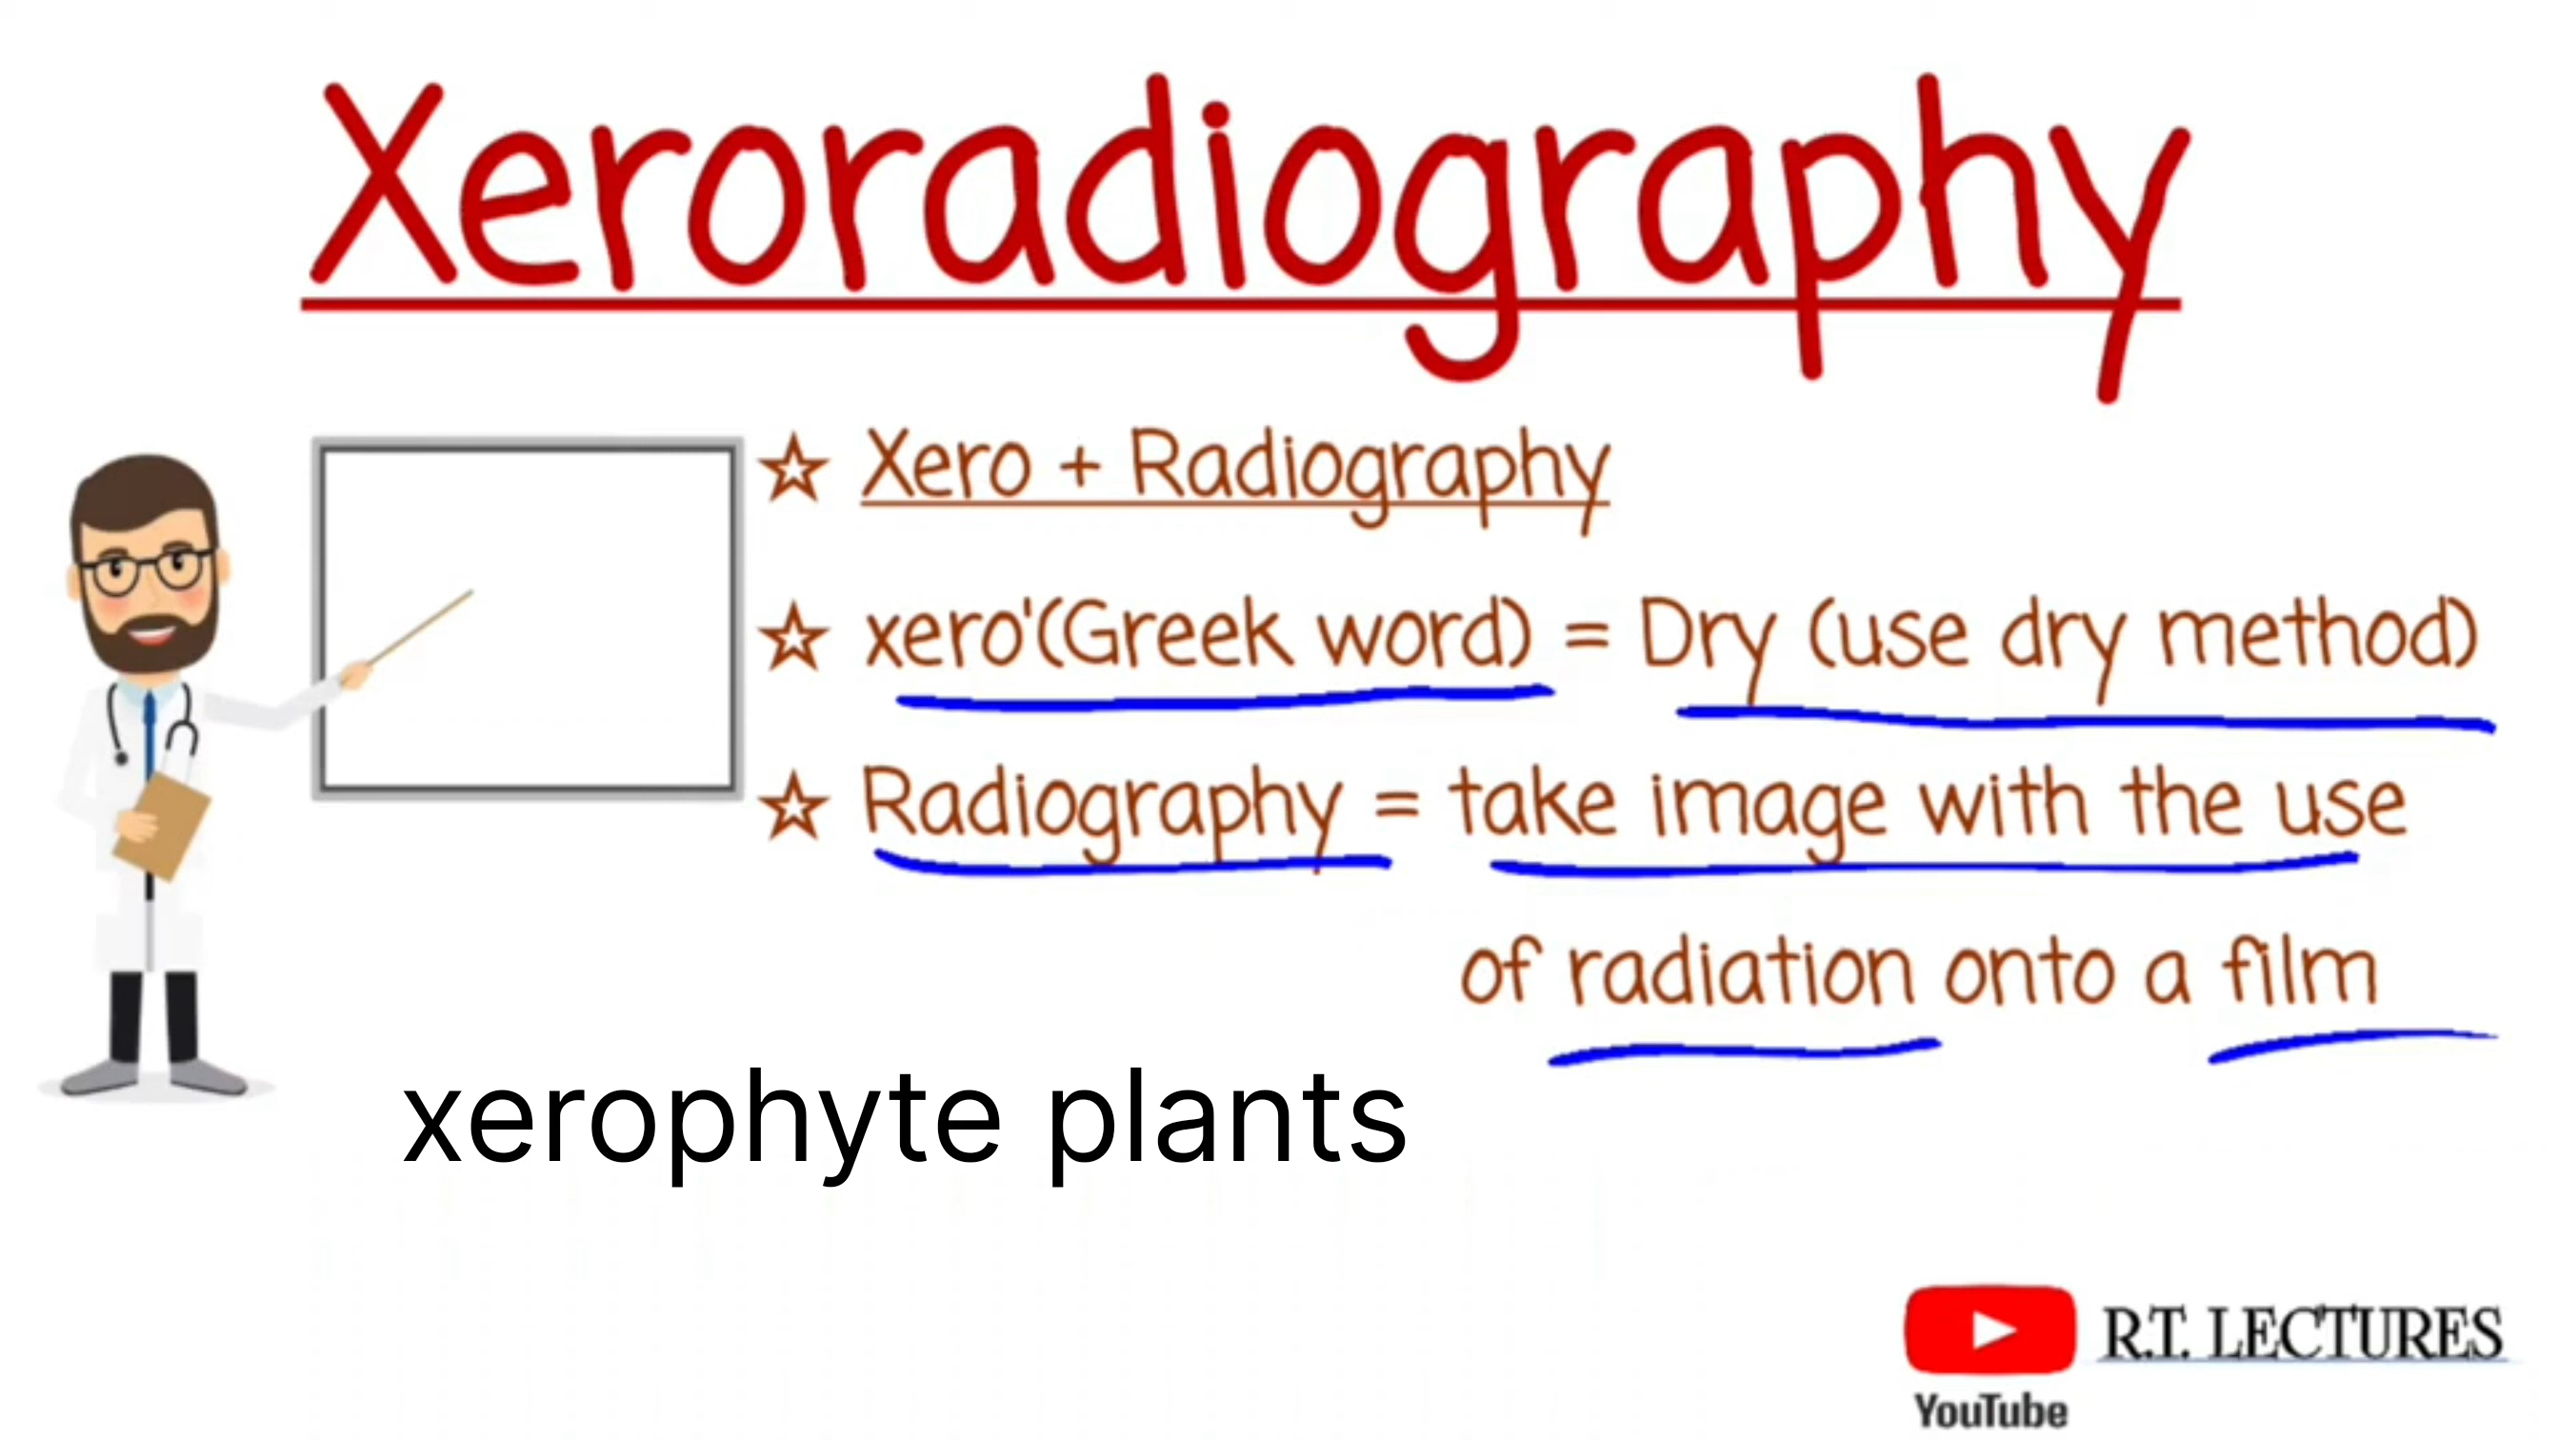 Xeroradiography
☆ Xero + Radiography
☆ xero'(Greek word) = Dry (use dry method)
☆ Radiography = take image with the use
of radiation onto a film
xerophyte plants
R.T. LECTURES
YouTube